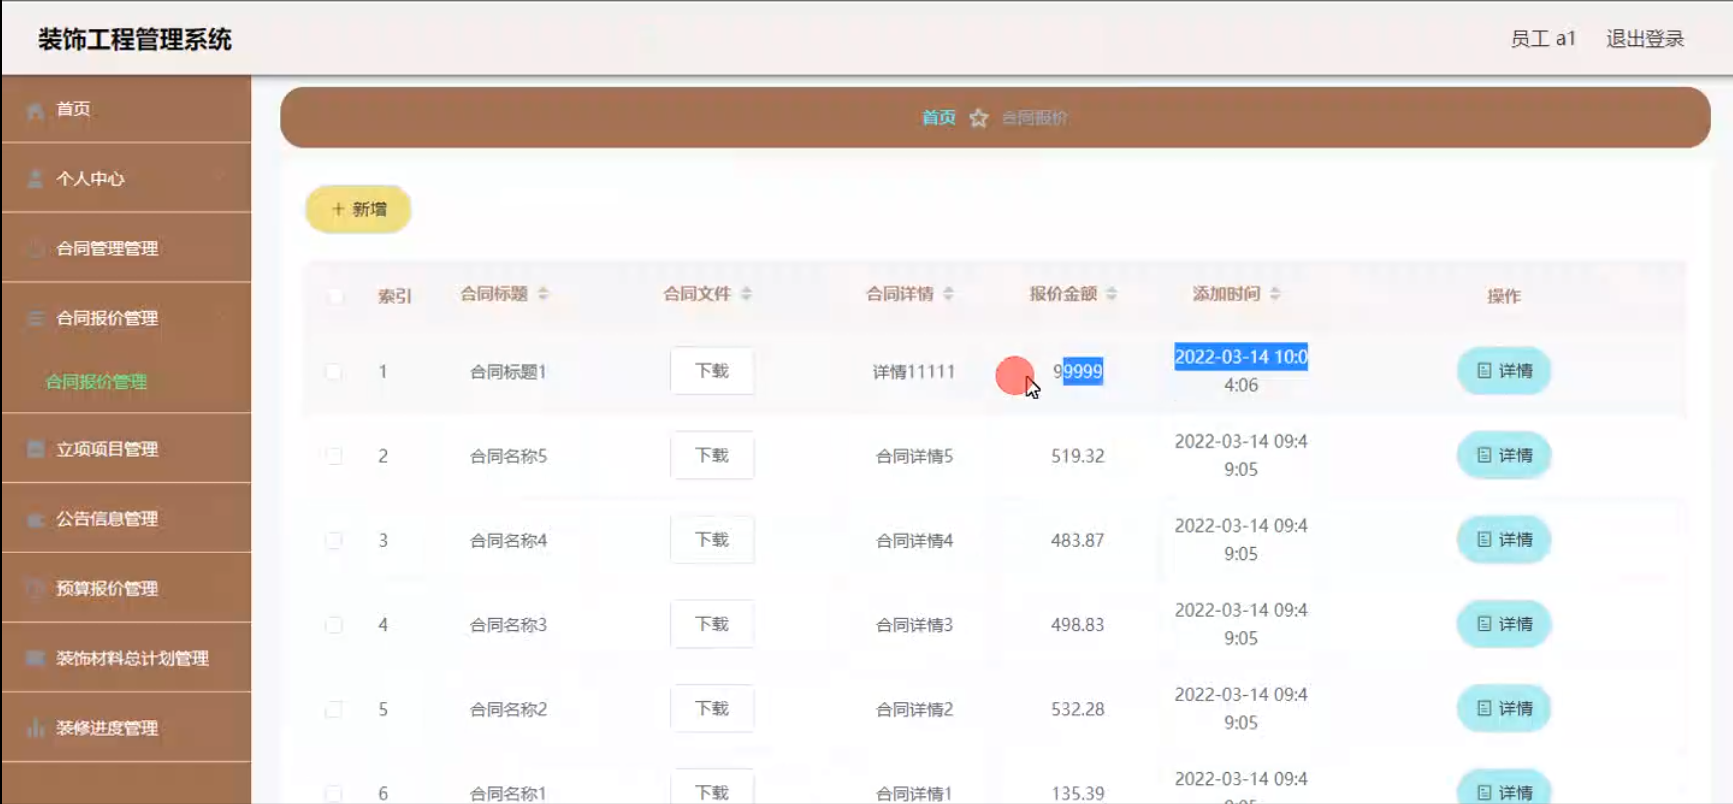 装饰工程管理系统
员工 a1 退出登录
首页
个人中心
合同管理管理
合同报价管理
合同报价管理
立项项目管理
公告信息管理
预算报价管理
装饰材料总计划管理
装修进度管理
首页 合同报价
+ 新增
索引 合同标题 合同文件 合同详情 报价金额 添加时间 操作
1 合同标题1 下载 详情11111 99999 2022-03-14 10:0
4:06
详情
2 合同名称5 下载 合同详情5 519.32 2022-03-14 09:4
9:05
详情
3 合同名称4 下载 合同详情4 483.87 2022-03-14 09:4
9:05
详情
4 合同名称3 下载 合同详情3 498.83 2022-03-14 09:4
9:05
详情
5 合同名称2 下载 合同详情2 532.28 2022-03-14 09:4
9:05
详情
6 合同名称1 下载 合同详情1 135.39 2022-03-14 09:4
详情